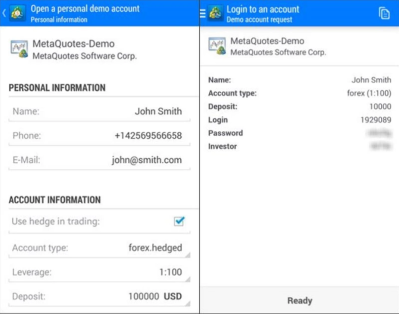 Open a personal demo account
Personal information
MetaQuotes-Demo
MetaQuotes Software Corp.
PERSONAL INFORMATION
Name: John Smith
Phone: +142569566658
E-Mail: john@smith.com
ACCOUNT INFORMATION
Use hedge in trading:
Account type: forex.hedged
Leverage: 1:100
Deposit: 100000 USD
Login to an account
Demo account request
MetaQuotes-Demo
MetaQuotes Software Corp.
Name: John Smith
Account type: forex (1:100)
Deposit: 10000
Login 1929089
Password
Investor
Ready